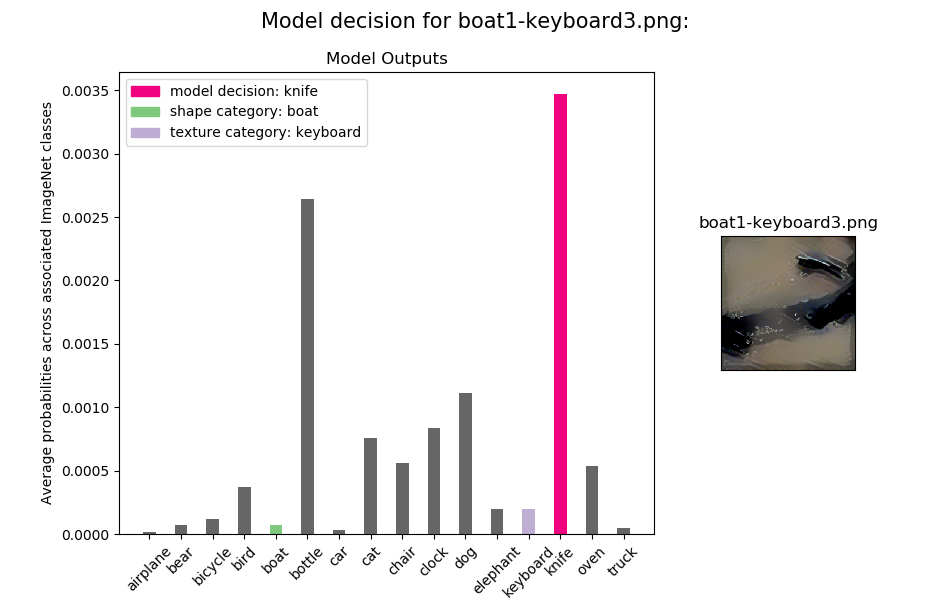 Model decision for boat1-keyboard3.png:
Model Outputs
model decision: knife
shape category: boat
texture category: keyboard
Average probabilities across associated ImageNet classes
0.0035
0.0030
0.0025
0.0020
0.0015
0.0010
0.0005
0.0000
airplane
bear
bicycle
bird
boat
bottle
car
cat
chair
clock
dog
elephant
keyboard
knife
oven
truck
boat1-keyboard3.png